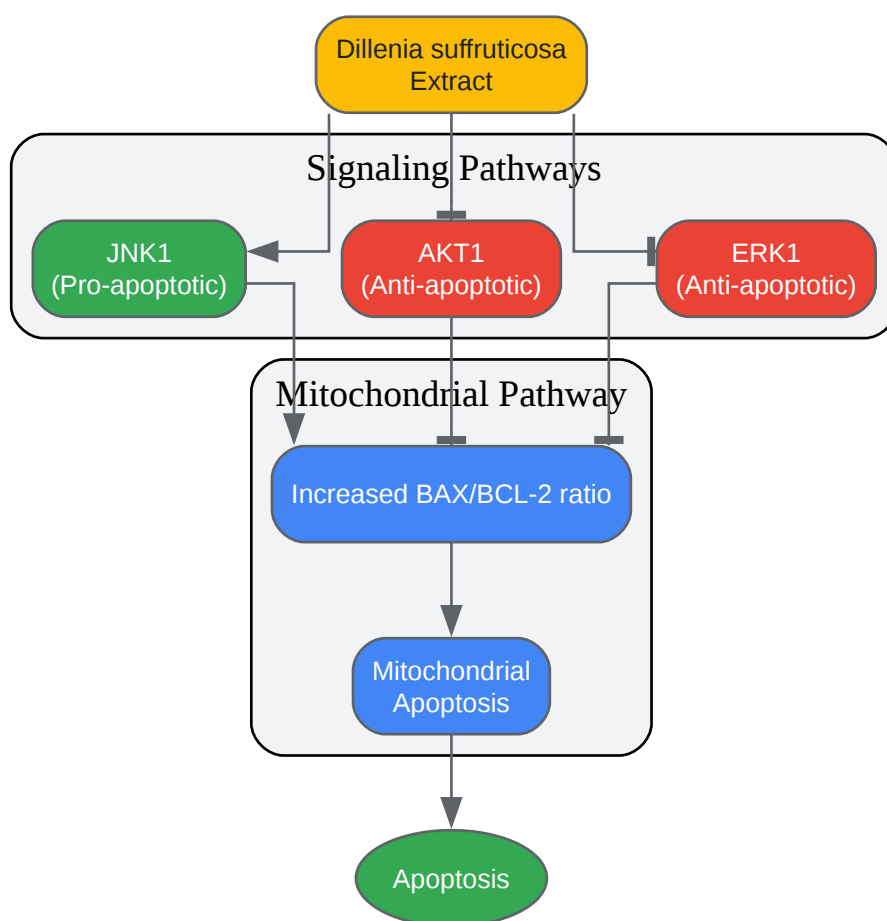 Dillenia suffruticosa
Extract
Signaling Pathways
JNK1
(Pro-apoptotic)
AKT1
(Anti-apoptotic)
ERK1
(Anti-apoptotic)
Mitochondrial Pathway
Increased BAX/BCL-2 ratio
Mitochondrial
Apoptosis
Apoptosis